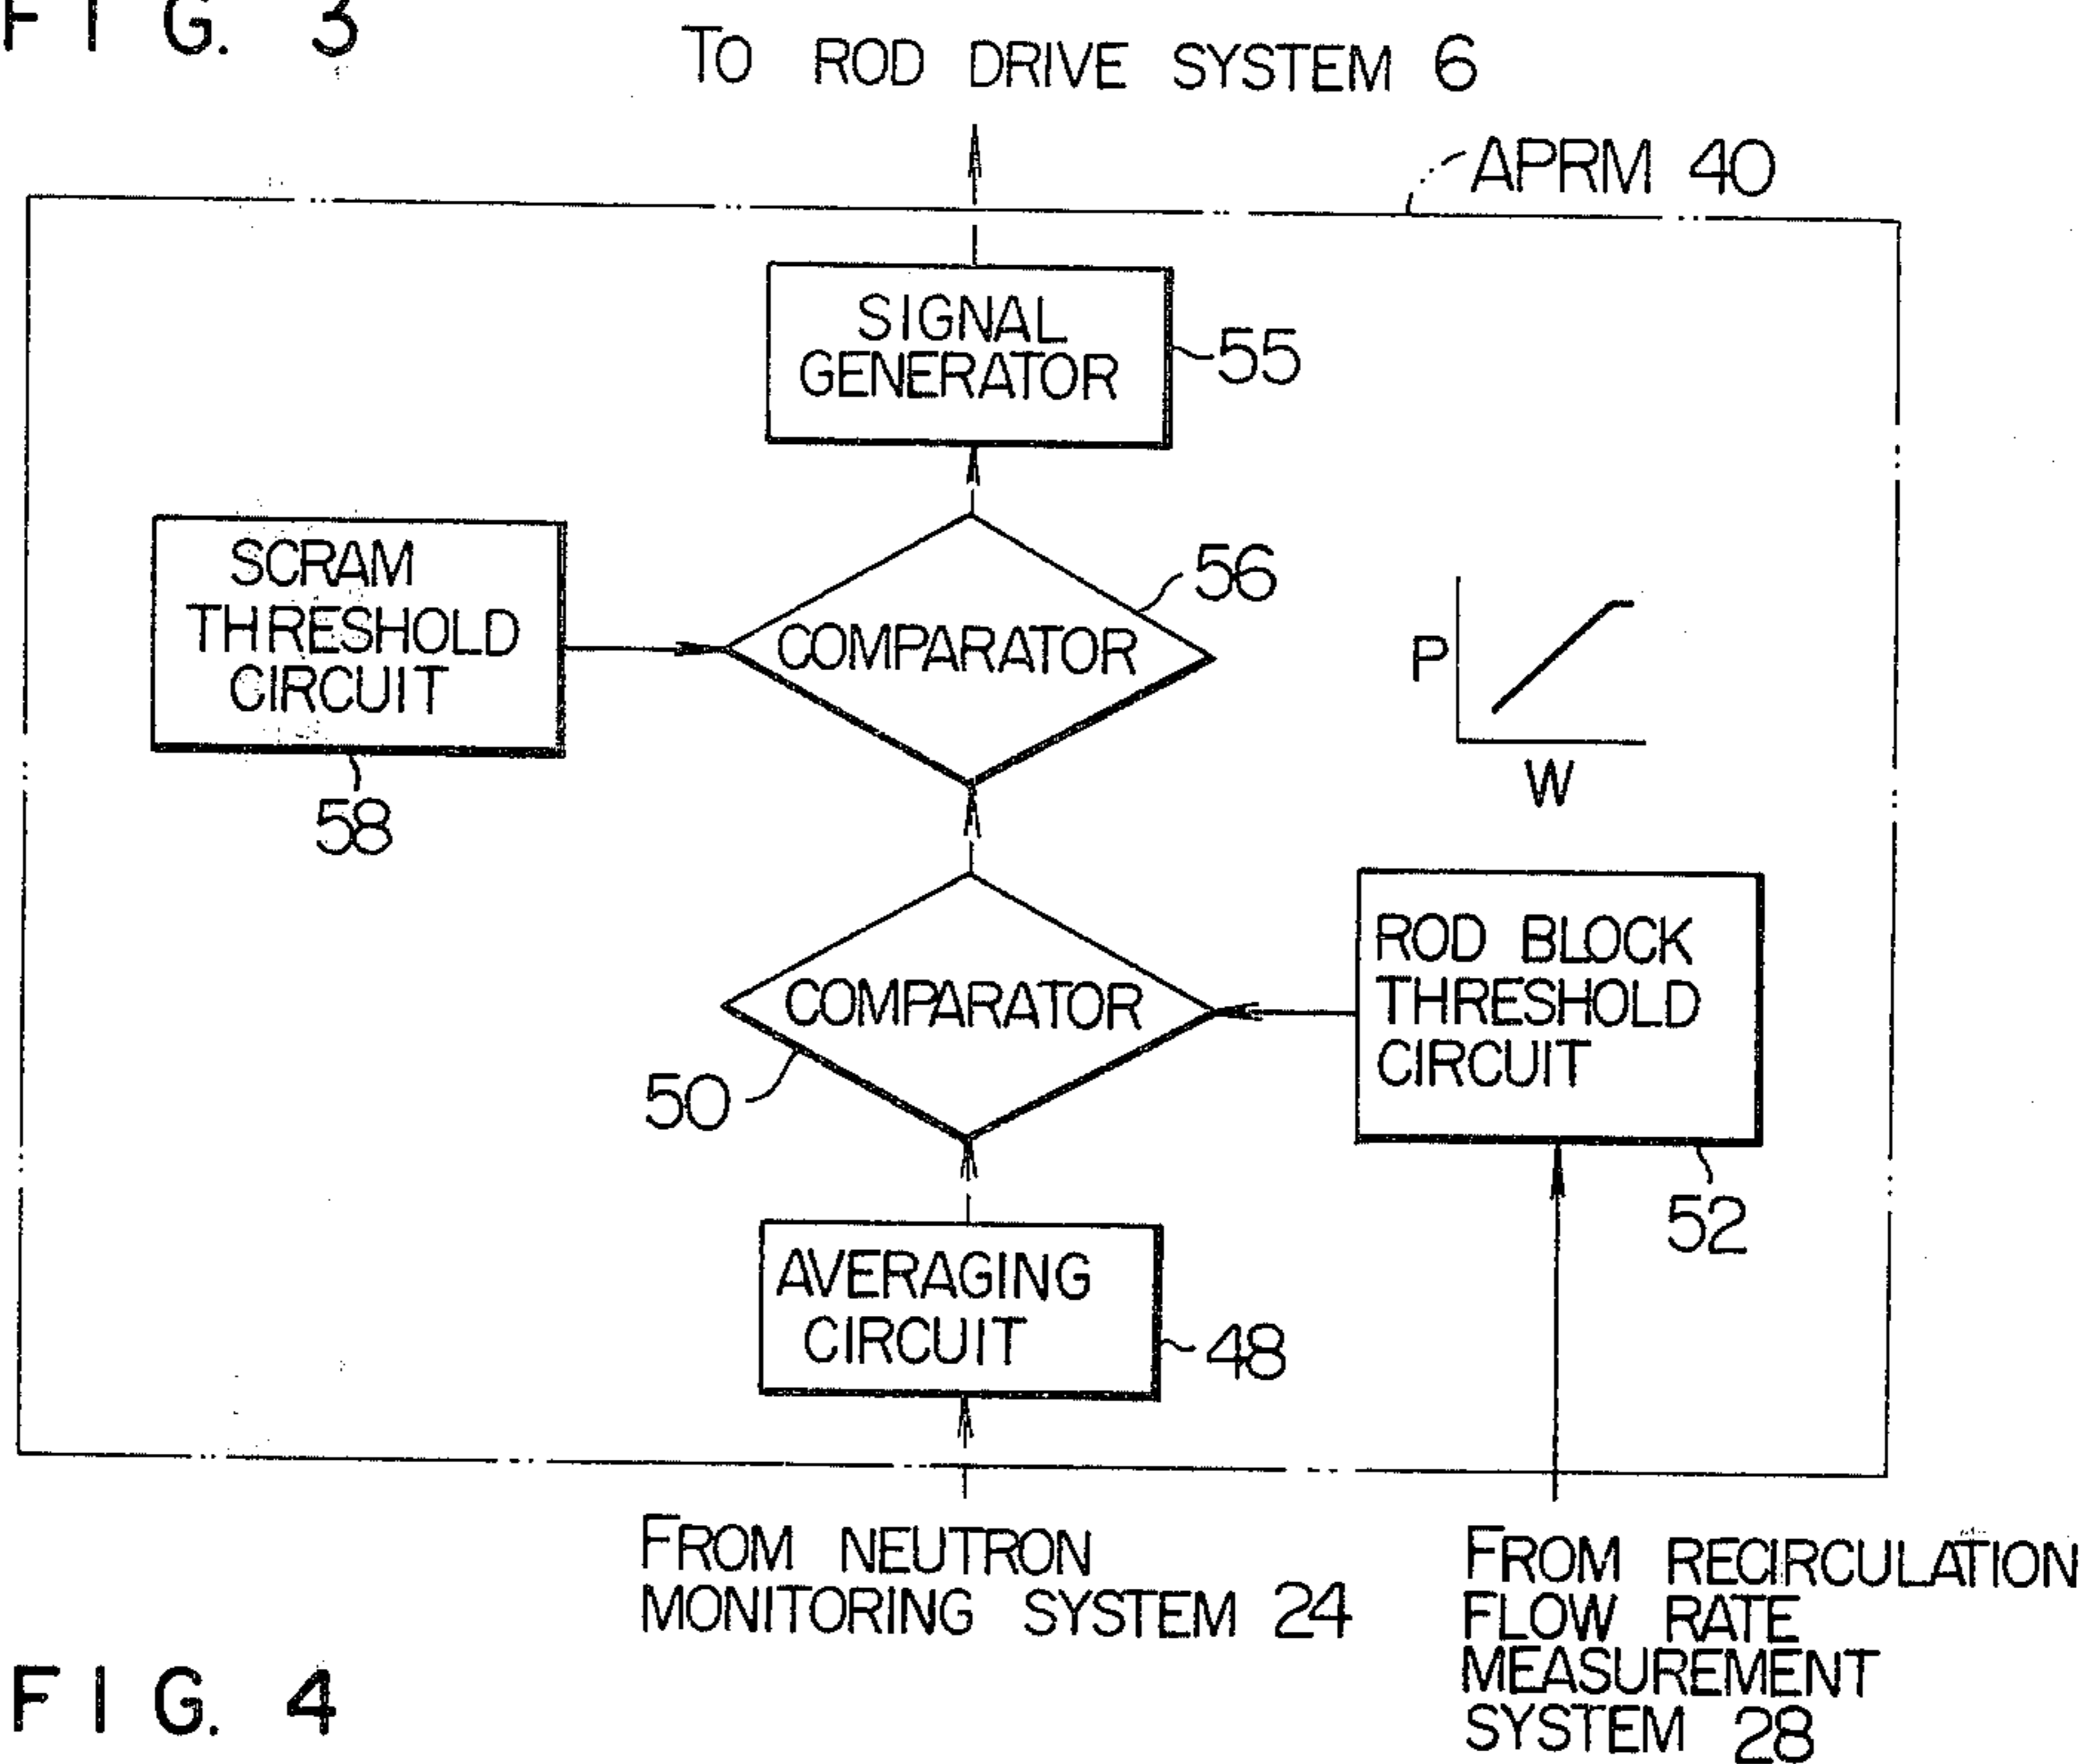 FIG. 3
TO ROD DRIVE SYSTEM 6
APRM 40
SIGNAL
GENERATOR
55
SCRAM
THRESHOLD
CIRCUIT
58
COMPARATOR
56
P
W
COMPARATOR
50
ROD BLOCK
THRESHOLD
CIRCUIT
52
AVERAGING
CIRCUIT
48
FROM NEUTRON
MONITORING SYSTEM 24
FROM RECIRCULATION
FLOW RATE
MEASUREMENT
SYSTEM 28
FIG. 4